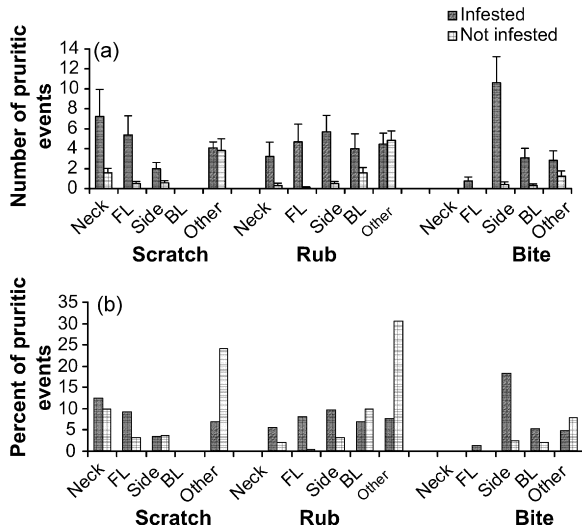 Infested
Not infested
(a)
Number of pruritic
events
14
12
10
8
6
4
2
0
Neck FL Side BL Other Neck FL Side BL Other Neck FL Side BL Other
Scratch Rub Bite
(b)
Percent of pruritic
events
35
30
25
20
15
10
5
0
Neck FL Side BL Other Neck FL Side BL Other Neck FL Side BL Other
Scratch Rub Bite